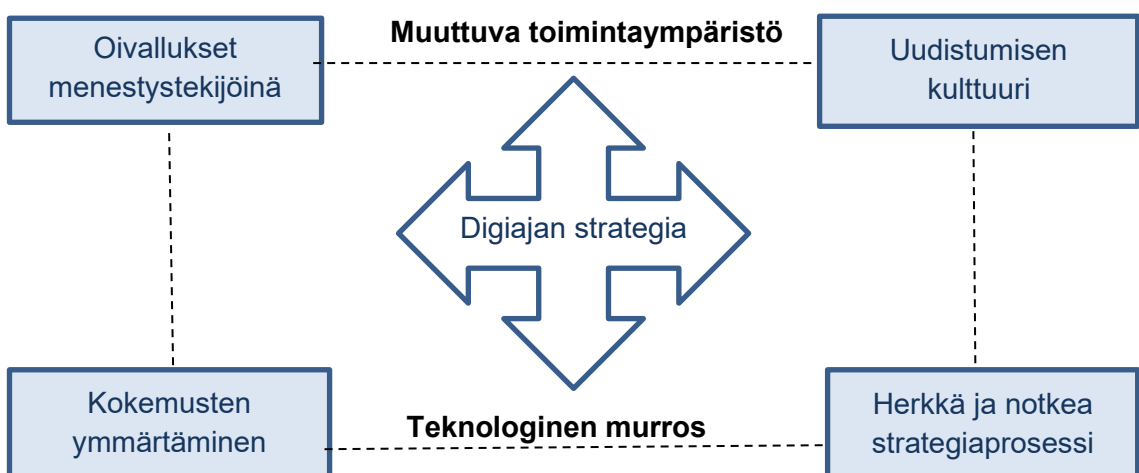 Oivallukset
menestystekijöinä
Muuttuva toimintaympäristö
Uudistumisen
kulttuuri
Digiajan strategia
Kokemusten
ymmärtäminen
Teknologinen murros
Herkkä ja notkea
strategiaprosessi